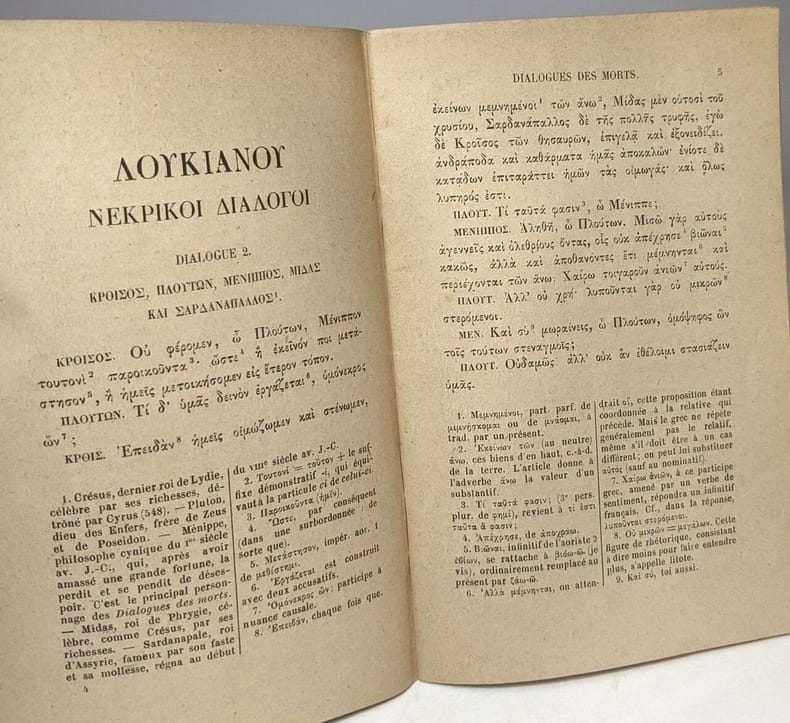 ΛΟΥΚΙΑΝΟΥ
ΝΕΚΡΙΚΟΙ ΔΙΑΛΟΓΟΙ
DIALOGUE 2.
ΚΡΟΙΣΟΣ, ΠΛΟΥΤΩΝ, ΜΕΝΙΠΠΟΣ, ΜΙΔΑΣ
ΚΑΙ ΣΑΡΔΑΝΑΠΑΛΛΟΣ¹.
ΚΡΟΙΣΟΣ. Οὐ φέρομεν, ὦ Πλούτων, Μένιππον
τουτονὶ² παροικοῦντα³· ὥστε⁴ ἢ ἐκεῖνόν ποι μετά-
στησον⁵, ἢ ἡμεῖς μετοικήσομεν εἰς ἕτερον τόπον.
ΠΛΟΥΤΩΝ. Τί δ' ὑμᾶς δεινὸν ἐργάζεται⁶, ὁμόνεκρος
ὤν⁷;
ΚΡΟΙΣ. Ἐπειδὰν⁸ ἡμεῖς οἰμώζωμεν καὶ στένωμεν,
1. Crésus, dernier roi de Lydie,
célèbre par ses richesses, dé-
trôné par Cyrus (548). — Pluton,
dieu des Enfers, frère de Zeus
et de Poseidon. — Ménippe,
philosophe cynique du Iᵉʳ siècle
av. J.-C., qui, après avoir
amassé une grande fortune, la
perdit et se pendit de déses-
poir. C'est le principal person-
nage des Dialogues des morts.
— Midas, roi de Phrygie, cé-
lèbre, comme Crésus, par ses
richesses. — Sardanapale, roi
d'Assyrie, fameux par son faste
et sa mollesse, régna au début
du VIIIᵉ siècle av. J.-C.
2. Τουτονί = τοῦτον + le suf-
fixe démonstratif -ί, qui équi-
vaut à la particule ci de celui-ci.
3. Παροικοῦντα (ἡμῖν).
4. Ὥστε, par conséquent
(dans une subordonnée : de
sorte que).
5. Μετάστησον, impér. aor. 1
de μεθίστημι.
6. Ἐργάζεται est construit
avec deux accusatifs.
7. Ὁμόνεκρος ὤν : participe à
nuance causale.
8. Ἐπειδάν, chaque fois que.
4
DIALOGUES DES MORTS. 5
ἐκείνων μεμνημένοι¹ τῶν ἄνω², Μίδας μὲν οὑτοσὶ τοῦ
χρυσίου, Σαρδανάπαλλος δὲ τῆς πολλῆς τρυφῆς, ἐγὼ
δὲ Κροῖσος τῶν θησαυρῶν, ἐπιγελᾷ καὶ ἐξονειδίζει,
ἀνδράποδα καὶ καθάρματα ἡμᾶς ἀποκαλῶν· ἐνίοτε δὲ
κατᾴδων ἐπιταράττει ἡμῶν τὰς οἰμωγάς· καὶ ὅλως
λυπηρός ἐστι.
ΠΛΟΥΤ. Τί ταῦτά φασιν³, ὦ Μένιππε;
ΜΕΝΙΠΠΟΣ. Ἀληθῆ, ὦ Πλούτων. Μισῶ γὰρ αὐτοὺς
ἀγεννεῖς καὶ ὀλεθρίους ὄντας, οἷς οὐκ ἀπέχρησε⁴ βιῶναι⁵
κακῶς, ἀλλὰ καὶ ἀποθανόντες ἔτι μέμνηνται⁶ καὶ
περιέχονται τῶν ἄνω. Χαίρω τοιγαροῦν ἀνιῶν⁷ αὐτούς.
ΠΛΟΥΤ. Ἀλλ' οὐ χρή· λυποῦνται γὰρ οὐ μικρῶν⁸
στερόμενοι.
ΜΕΝ. Καὶ σὺ⁹ μωραίνεις, ὦ Πλούτων, ὁμόψηφος ὢν
τοῖς τούτων στεναγμοῖς;
ΠΛΟΥΤ. Οὐδαμῶς· ἀλλ' οὐκ ἂν ἐθέλοιμι στασιάζειν
ὑμᾶς.
1. Μεμνημένοι, part. parf. de
μιμνήσκομαι ou de μνάομαι, à
trad. par un présent.
2. Ἐκείνων τῶν (au neutre)
ἄνω, ces biens d'en haut, c.-à-d.
de la terre. L'article donne à
l'adverbe ἄνω la valeur d'un
substantif.
3. Τί ταῦτά φασιν; (3ᵉ pers.
plur. de φημί), revient à τί ἐστι
ταῦτα ἅ φασιν;
4. Ἀπέχρησε, de ἀποχράω.
5. Βιῶναι, infinitif de l'aoriste 2
ἐβίων, se rattache à βιόω-ῶ (je
vis), ordinairement remplacé au
présent par ζάω-ῶ.
6. Ἀλλὰ μέμνηνται, on atten-
drait οἵ, cette proposition étant
coordonnée à la relative qui
précède. Mais le grec ne répète
généralement pas le relatif,
même s'il doit être à un cas
différent; on peut lui substituer
αὐτός (sauf au nominatif).
7. Χαίρω ἀνιῶν, à ce participe
grec, amené par un verbe de
sentiment, répondra un infinitif
français. Cf., dans la réponse,
λυποῦνται στερόμενοι.
8. Οὐ μικρῶν = μεγάλων. Cette
figure de rhétorique, consistant
à dire moins pour faire entendre
plus, s'appelle litote.
9. Καὶ σύ, toi aussi.